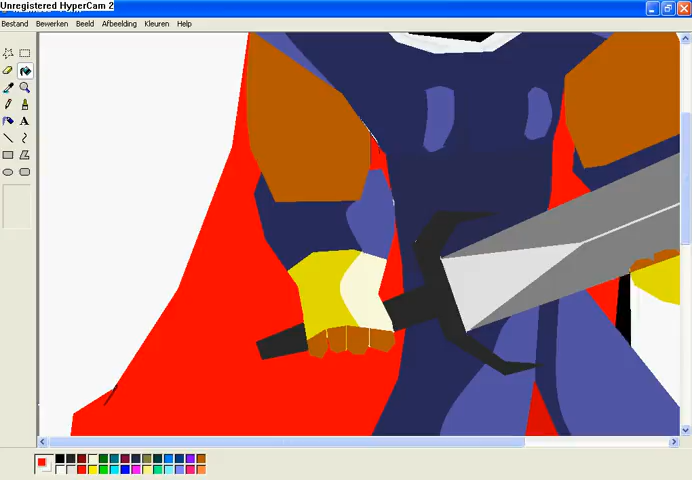 Unregistered HyperCam 2
Bestand Bewerken Beeld Afbeelding Kleuren Help
A